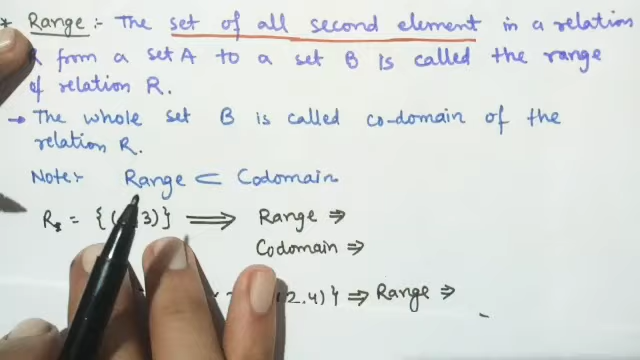 * Range :- The set of all second element in a relation
R from a set A to a set B is called the range
of relation R.
→ The whole set B is called co-domain of the
relation R.
Note:- Range ⊂ Codomain
= { 3)} ⟹ Range ⇒
Codomain ⇒
(2,4)} ⇒ Range ⇒